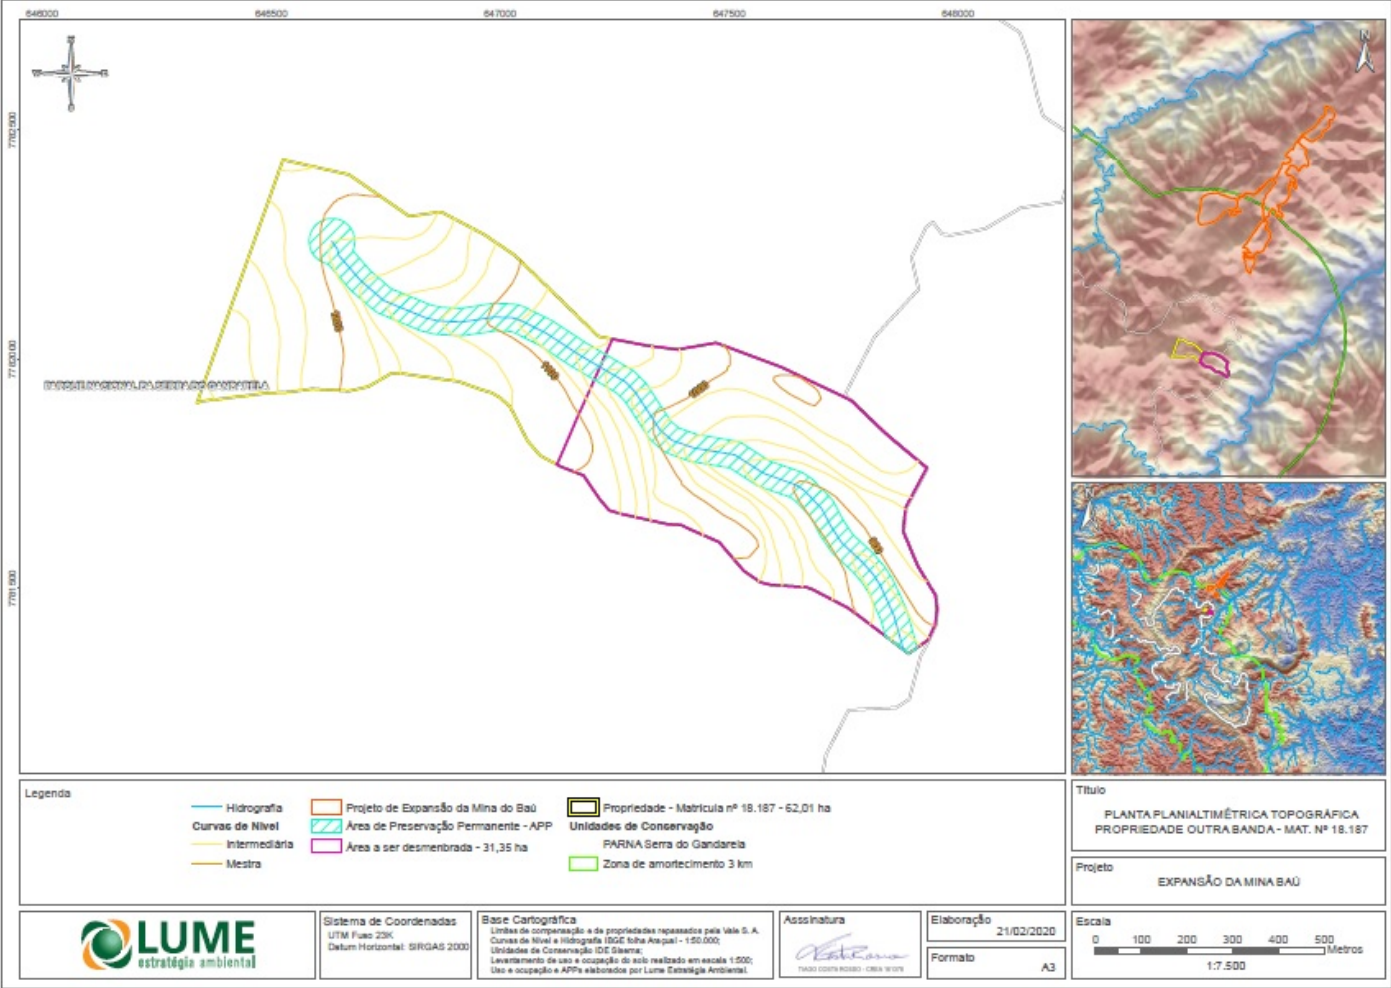 646000
646500
647000
647500
648000
7782500
7782000
7781500
N
N
PARQUE NACIONAL DA SERRA DO GANDARELA
N
Legenda
Hidrografia
Curvas de Nível
Intermediária
Mestra
Projeto de Expansão da Mina do Baú
Área de Preservação Permanente - APP
Área a ser desmenbrada - 31,35 ha
Propriedade - Matrícula nº 18.187 - 62,01 ha
Unidades de Conservação
PARNA Serra do Gandarela
Zona de amortecimento 3 km
Título
PLANTA PLANIALTIMÉTRICA TOPOGRÁFICA
PROPRIEDADE OUTRA BANDA - MAT. Nº 18.187
Projeto
EXPANSÃO DA MINA BAÚ
LUME
estratégia ambiental
Sistema de Coordenadas
UTM Fuso 23K
Datum Horizontal: SIRGAS 2000
Base Cartográfica
Limites de compensação e de propriedades repassados pela Vale S. A.
Curvas de Nível e Hidrografia IBGE folha Acaiaca - 1:50.000;
Unidades de Conservação IDE Sisema;
Levantamento de uso e ocupação do solo realizado em escala 1:500;
Uso e ocupação e APPs elaborados por Lume Estratégia Ambiental.
Asssinatura
Elaboração
21/02/2020
Formato
A3
Escala
0 100 200 300 400 500
Metros
1:7.500